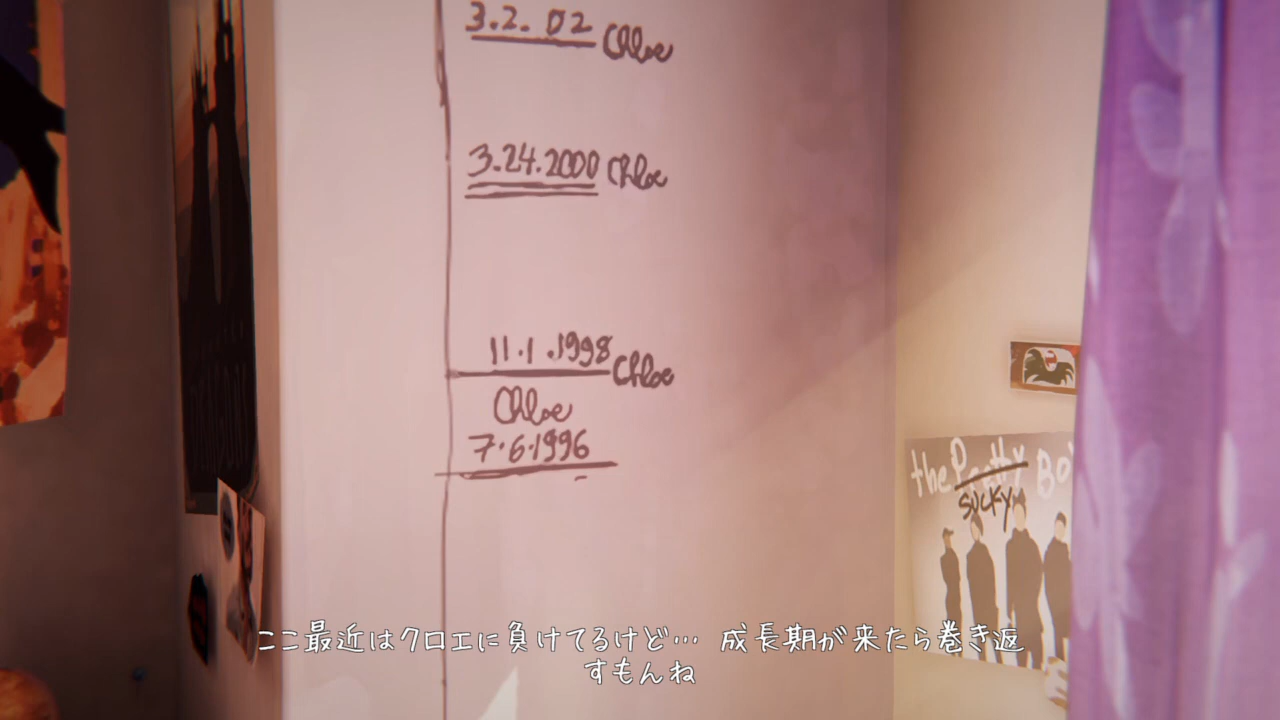 3.2.02 Chloe
3.24.2000 Chloe
11.1.1998 Chloe
Chloe
7.6.1996
the Pretty Bo
SUCKY
ここ最近はクロエに負けてるけど… 成長期が来たら巻き返
すもんね